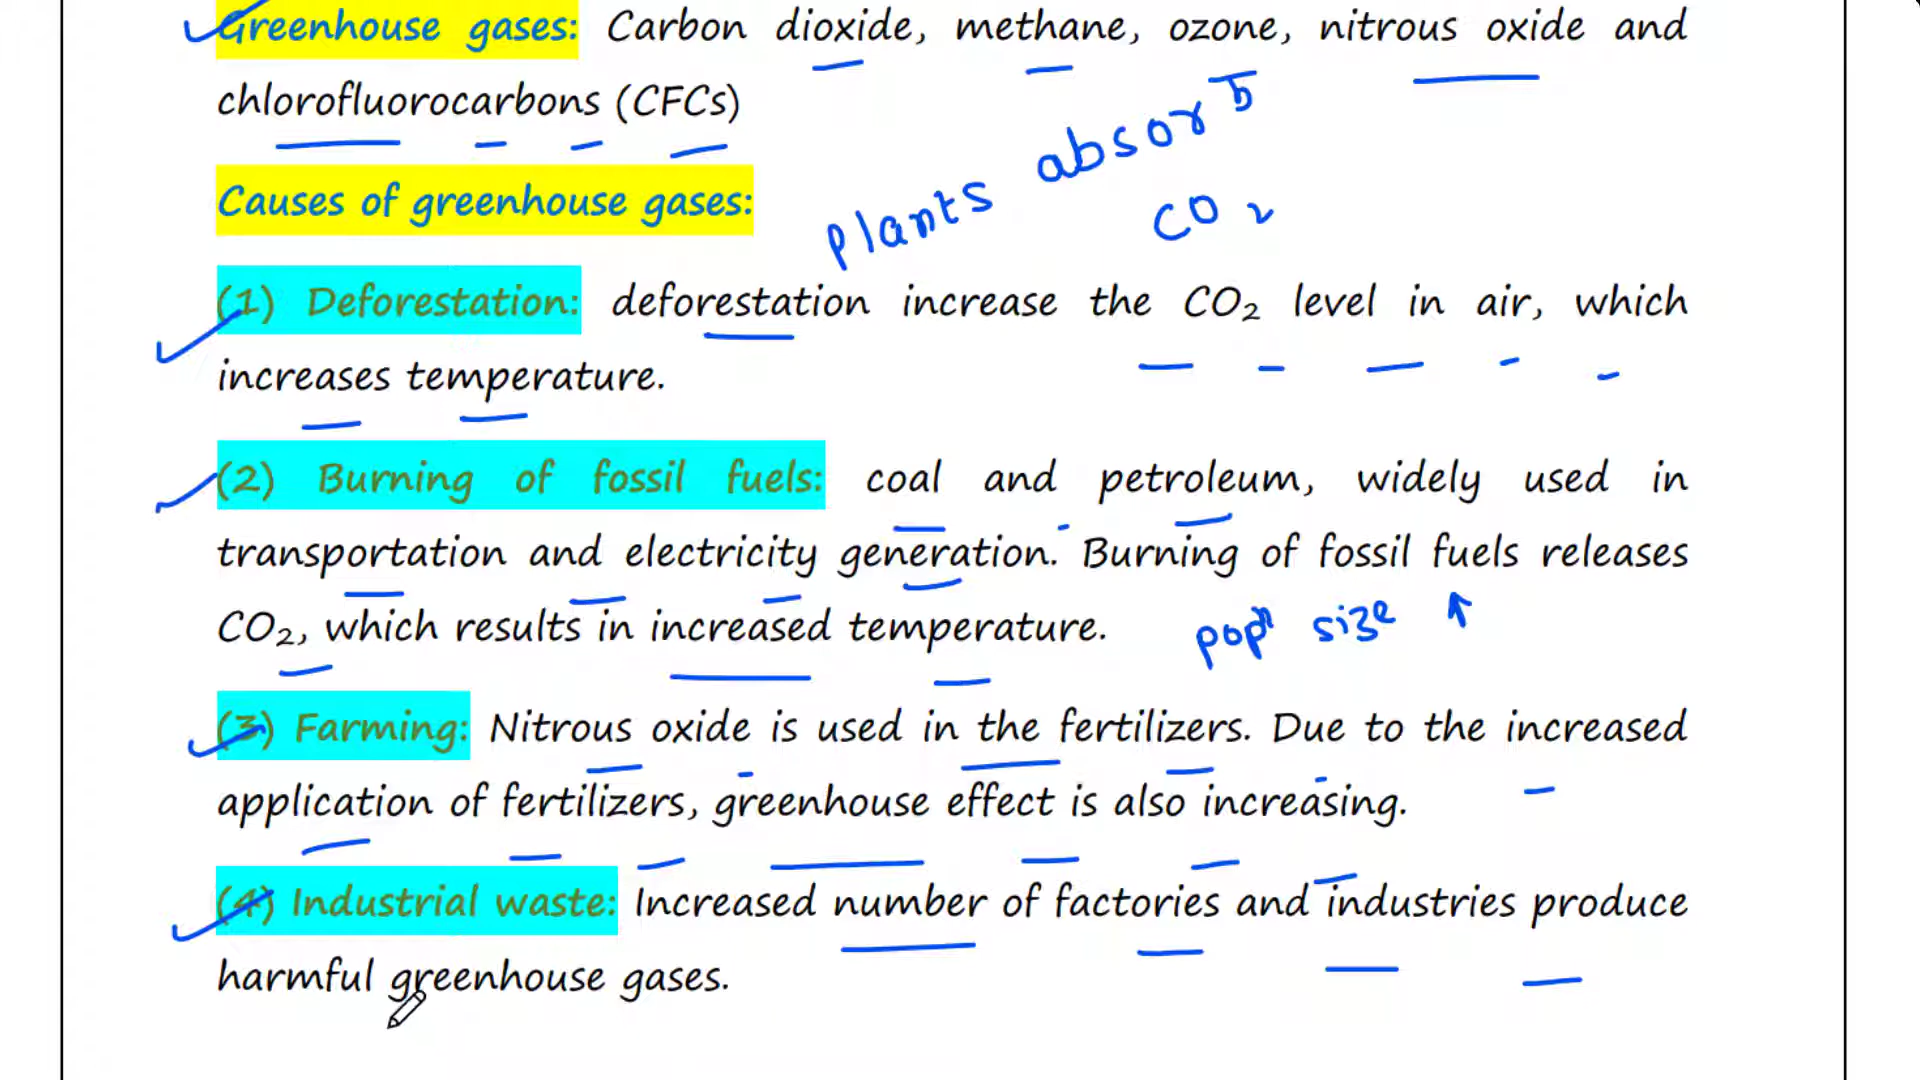 Greenhouse gases: Carbon dioxide, methane, ozone, nitrous oxide and
chlorofluorocarbons (CFCs)
plants absorb
CO2
Causes of greenhouse gases:
(1) Deforestation: deforestation increase the CO₂ level in air, which
increases temperature.
(2) Burning of fossil fuels: coal and petroleum, widely used in
transportation and electricity generation. Burning of fossil fuels releases
CO₂, which results in increased temperature.
popⁿ size ↑
(3) Farming: Nitrous oxide is used in the fertilizers. Due to the increased
application of fertilizers, greenhouse effect is also increasing.
(4) Industrial waste: Increased number of factories and industries produce
harmful greenhouse gases.